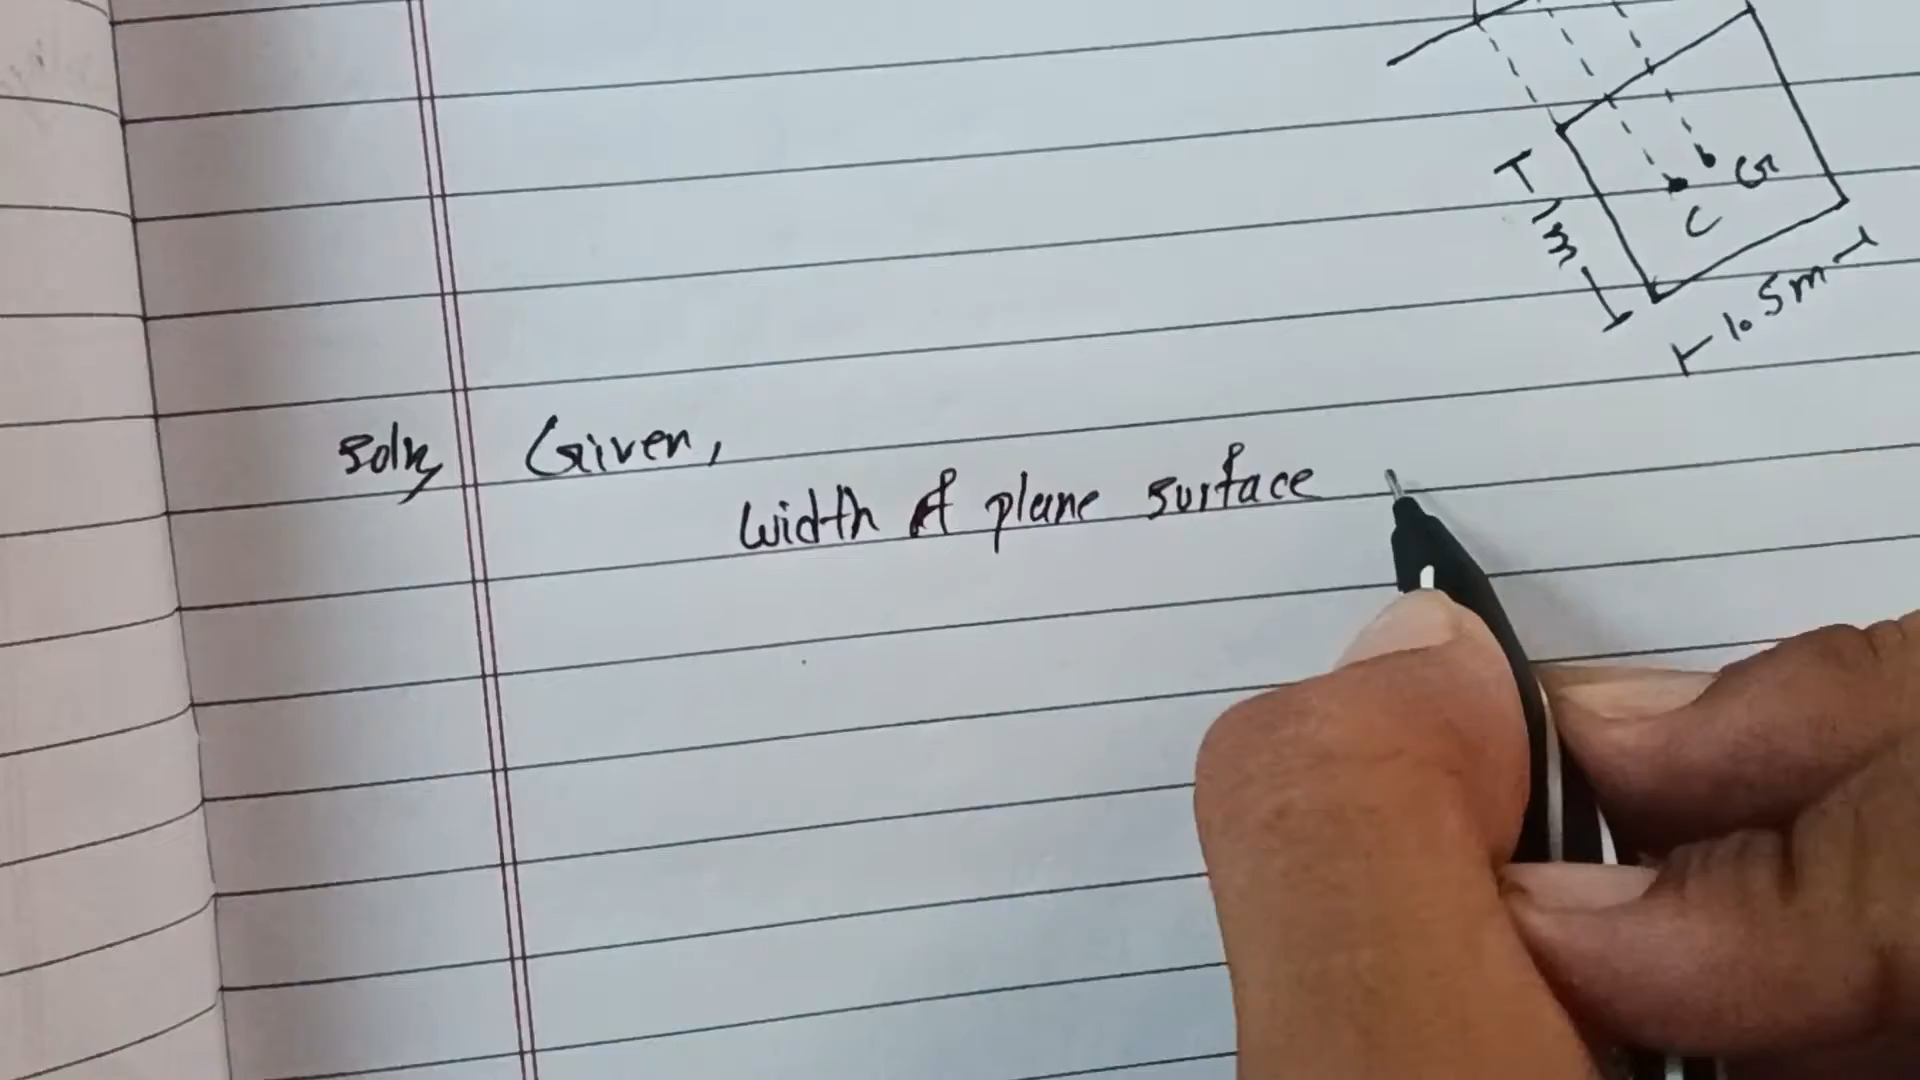 G
C
1m
1.5m
Soln, Given,
width of plane surface